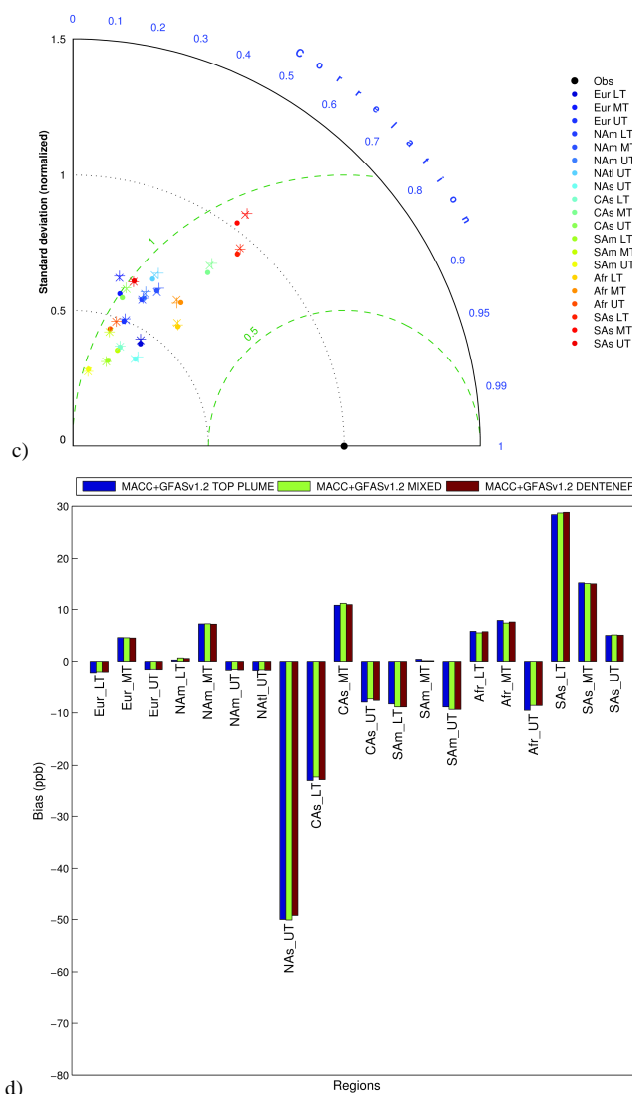 0
0.1
0.2
0.3
0.4
0.5
0.6
0.7
0.8
0.9
0.95
0.99
1
Correlation
1.5
1
0.5
0
Standard deviation (normalized)
1
0.5
Obs
Eur LT
Eur MT
Eur UT
NAm LT
NAm MT
NAm UT
NAtl UT
NAs UT
CAs LT
CAs MT
CAs UT
SAm LT
SAm MT
SAm UT
Afr LT
Afr MT
Afr UT
SAs LT
SAs MT
SAs UT
c)
MACC+GFASv1.2 TOP PLUME MACC+GFASv1.2 MIXED MACC+GFASv1.2 DENTENER
30
20
10
0
−10
−20
−30
−40
−50
−60
−70
−80
Bias (ppb)
Eur_LT
Eur_MT
Eur_UT
NAm_LT
NAm_MT
NAm_UT
NAtl_UT
NAs_UT
CAs_LT
CAs_MT
CAs_UT
SAm_LT
SAm_MT
SAm_UT
Afr_LT
Afr_MT
Afr_UT
SAs_LT
SAs_MT
SAs_UT
Regions
d)